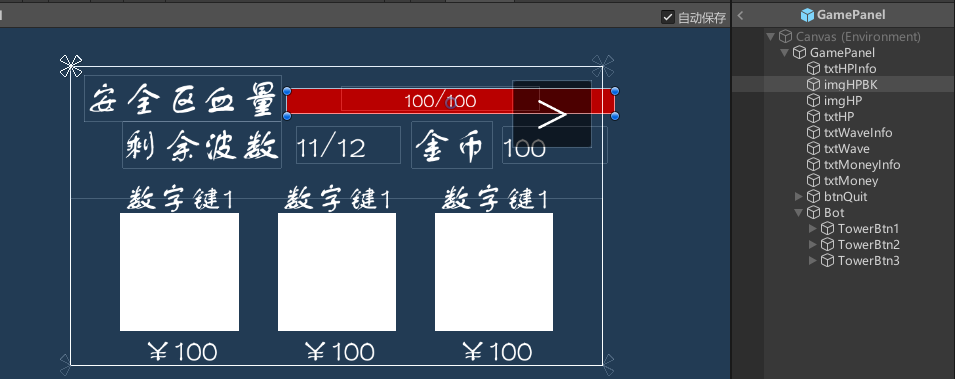 自动保存
GamePanel
安全区血量
100/100
>
剩余波数
11/12
金币
100
数字键1
数字键1
数字键1
￥100
￥100
￥100
Canvas (Environment)
GamePanel
txtHPInfo
imgHPBK
imgHP
txtHP
txtWaveInfo
txtWave
txtMoneyInfo
txtMoney
btnQuit
Bot
TowerBtn1
TowerBtn2
TowerBtn3